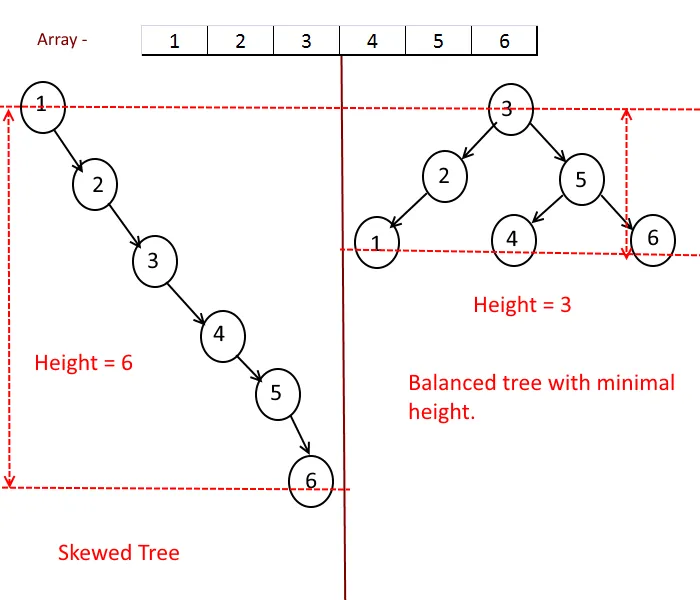 Array - 1 2 3 4 5 6
1
2
3
4
5
6
Height = 6
Skewed Tree
3
2 5
1 4 6
Height = 3
Balanced tree with minimal
height.